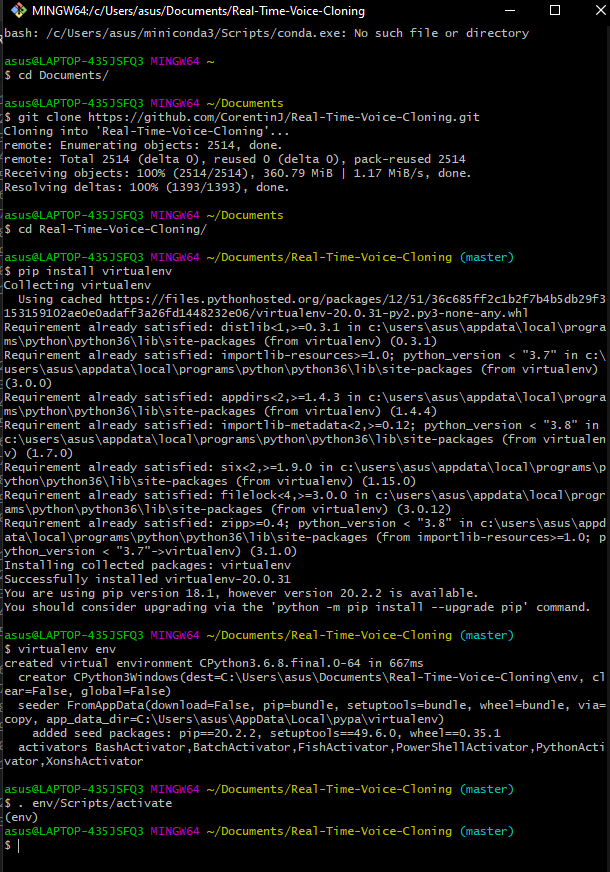 MINGW64:/c/Users/asus/Documents/Real-Time-Voice-Cloning
bash: /c/Users/asus/miniconda3/Scripts/conda.exe: No such file or directory
asus@LAPTOP-435JSFQ3 MINGW64 ~
$ cd Documents/
asus@LAPTOP-435JSFQ3 MINGW64 ~/Documents
$ git clone https://github.com/CorentinJ/Real-Time-Voice-Cloning.git
Cloning into 'Real-Time-Voice-Cloning'...
remote: Enumerating objects: 2514, done.
remote: Total 2514 (delta 0), reused 0 (delta 0), pack-reused 2514
Receiving objects: 100% (2514/2514), 360.79 MiB | 1.17 MiB/s, done.
Resolving deltas: 100% (1393/1393), done.
asus@LAPTOP-435JSFQ3 MINGW64 ~/Documents
$ cd Real-Time-Voice-Cloning/
asus@LAPTOP-435JSFQ3 MINGW64 ~/Documents/Real-Time-Voice-Cloning (master)
$ pip install virtualenv
Collecting virtualenv
  Using cached https://files.pythonhosted.org/packages/12/51/36c685ff2c1b2f7b4b5db29f3
153159102ae0e0adaff3a26fd1448232e06/virtualenv-20.0.31-py2.py3-none-any.whl
Requirement already satisfied: distlib<1,>=0.3.1 in c:\users\asus\appdata\local\progra
ms\python\python36\lib\site-packages (from virtualenv) (0.3.1)
Requirement already satisfied: importlib-resources>=1.0; python_version < "3.7" in c:\
users\asus\appdata\local\programs\python\python36\lib\site-packages (from virtualenv)
(3.0.0)
Requirement already satisfied: appdirs<2,>=1.4.3 in c:\users\asus\appdata\local\progra
ms\python\python36\lib\site-packages (from virtualenv) (1.4.4)
Requirement already satisfied: importlib-metadata<2,>=0.12; python_version < "3.8" in
c:\users\asus\appdata\local\programs\python\python36\lib\site-packages (from virtualen
v) (1.7.0)
Requirement already satisfied: six<2,>=1.9.0 in c:\users\asus\appdata\local\programs\p
ython\python36\lib\site-packages (from virtualenv) (1.15.0)
Requirement already satisfied: filelock<4,>=3.0.0 in c:\users\asus\appdata\local\progr
ams\python\python36\lib\site-packages (from virtualenv) (3.0.12)
Requirement already satisfied: zipp>=0.4; python_version < "3.8" in c:\users\asus\appd
ata\local\programs\python\python36\lib\site-packages (from importlib-resources>=1.0; p
ython_version < "3.7"->virtualenv) (3.1.0)
Installing collected packages: virtualenv
Successfully installed virtualenv-20.0.31
You are using pip version 18.1, however version 20.2.2 is available.
You should consider upgrading via the 'python -m pip install --upgrade pip' command.
asus@LAPTOP-435JSFQ3 MINGW64 ~/Documents/Real-Time-Voice-Cloning (master)
$ virtualenv env
created virtual environment CPython3.6.8.final.0-64 in 667ms
  creator CPython3Windows(dest=C:\Users\asus\Documents\Real-Time-Voice-Cloning\env, cl
ear=False, global=False)
  seeder FromAppData(download=False, pip=bundle, setuptools=bundle, wheel=bundle, via=
copy, app_data_dir=C:\Users\asus\AppData\Local\pypa\virtualenv)
    added seed packages: pip==20.2.2, setuptools==49.6.0, wheel==0.35.1
  activators BashActivator,BatchActivator,FishActivator,PowerShellActivator,PythonActi
vator,XonshActivator
asus@LAPTOP-435JSFQ3 MINGW64 ~/Documents/Real-Time-Voice-Cloning (master)
$ . env/Scripts/activate
(env)
asus@LAPTOP-435JSFQ3 MINGW64 ~/Documents/Real-Time-Voice-Cloning (master)
$